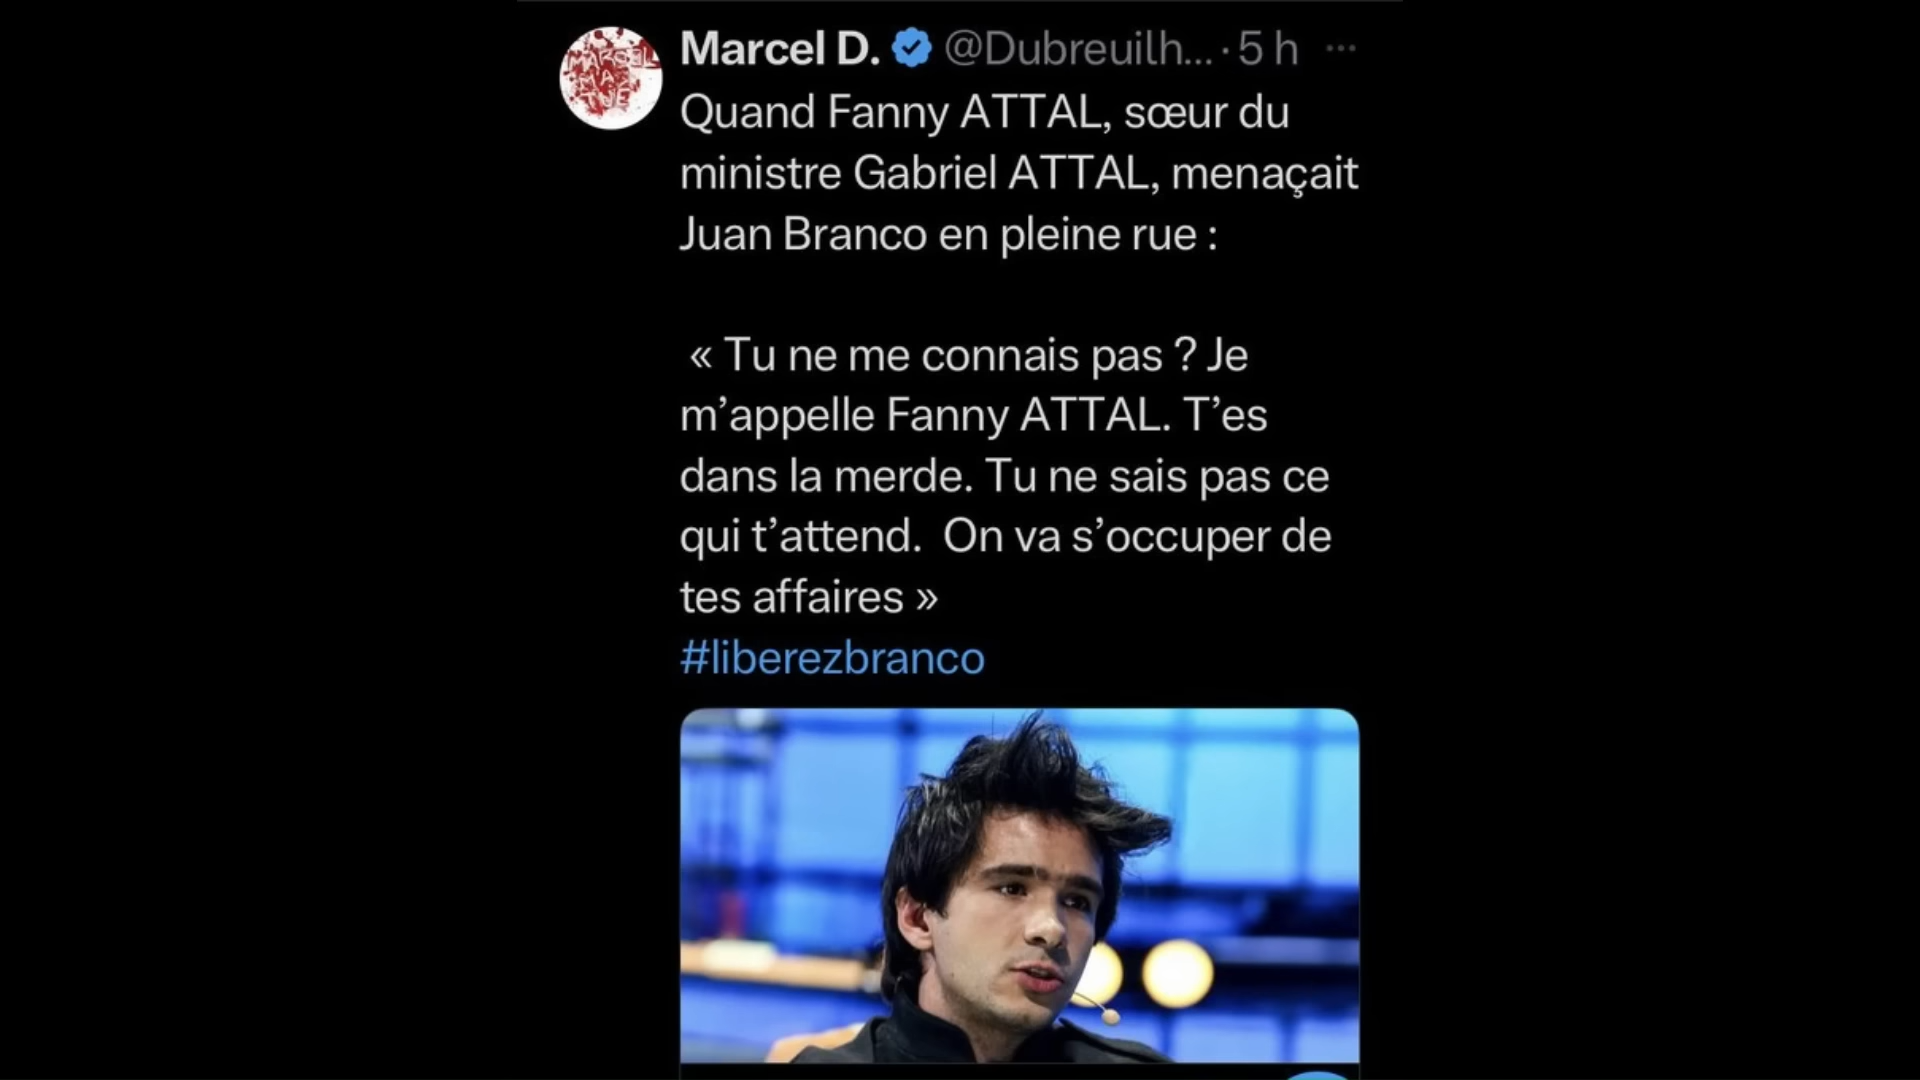 Marcel D. @Dubreuilh... · 5 h ...
Quand Fanny ATTAL, sœur du
ministre Gabriel ATTAL, menaçait
Juan Branco en pleine rue :
« Tu ne me connais pas ? Je
m’appelle Fanny ATTAL. T’es
dans la merde. Tu ne sais pas ce
qui t’attend.  On va s’occuper de
tes affaires »
#liberezbranco
MARCEL
M'A
TUE